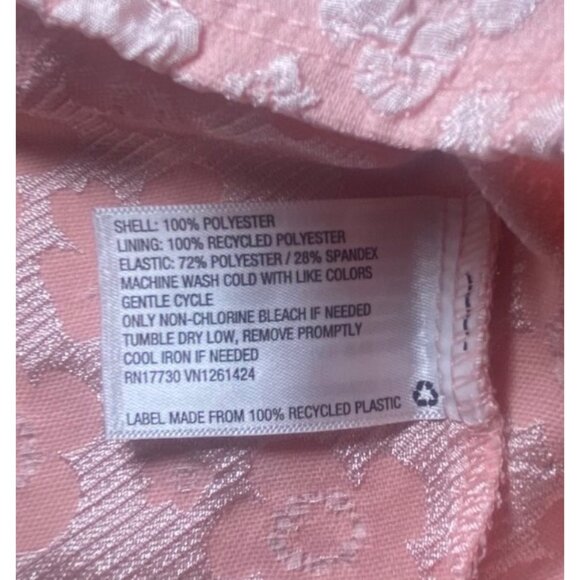 SHELL: 100% POLYESTER
LINING: 100% RECYCLED POLYESTER
ELASTIC: 72% POLYESTER / 28% SPANDEX
MACHINE WASH COLD WITH LIKE COLORS
GENTLE CYCLE
ONLY NON-CHLORINE BLEACH IF NEEDED
TUMBLE DRY LOW, REMOVE PROMPTLY
COOL IRON IF NEEDED
RN17730 VN1261424
LABEL MADE FROM 100% RECYCLED PLASTIC